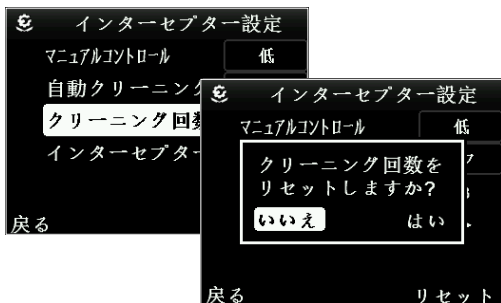 インターセプター設定
マニュアルコントロール 低
自動クリーニング
クリーニング回数
インターセプター
戻る
インターセプター設定
マニュアルコントロール 低
クリーニング回数を
リセットしますか?
いいえ はい
戻る リセット